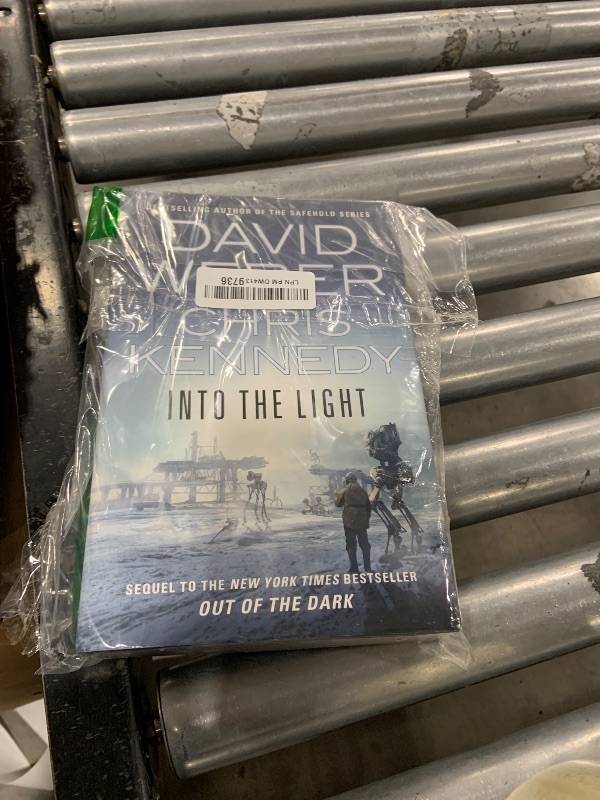 BESTSELLING AUTHOR OF THE SAFEHOLD SERIES
DAVID
WEBER
LPN PM DW413 9736
& CHRIS
KENNEDY
INTO THE LIGHT
SEQUEL TO THE NEW YORK TIMES BESTSELLER
OUT OF THE DARK